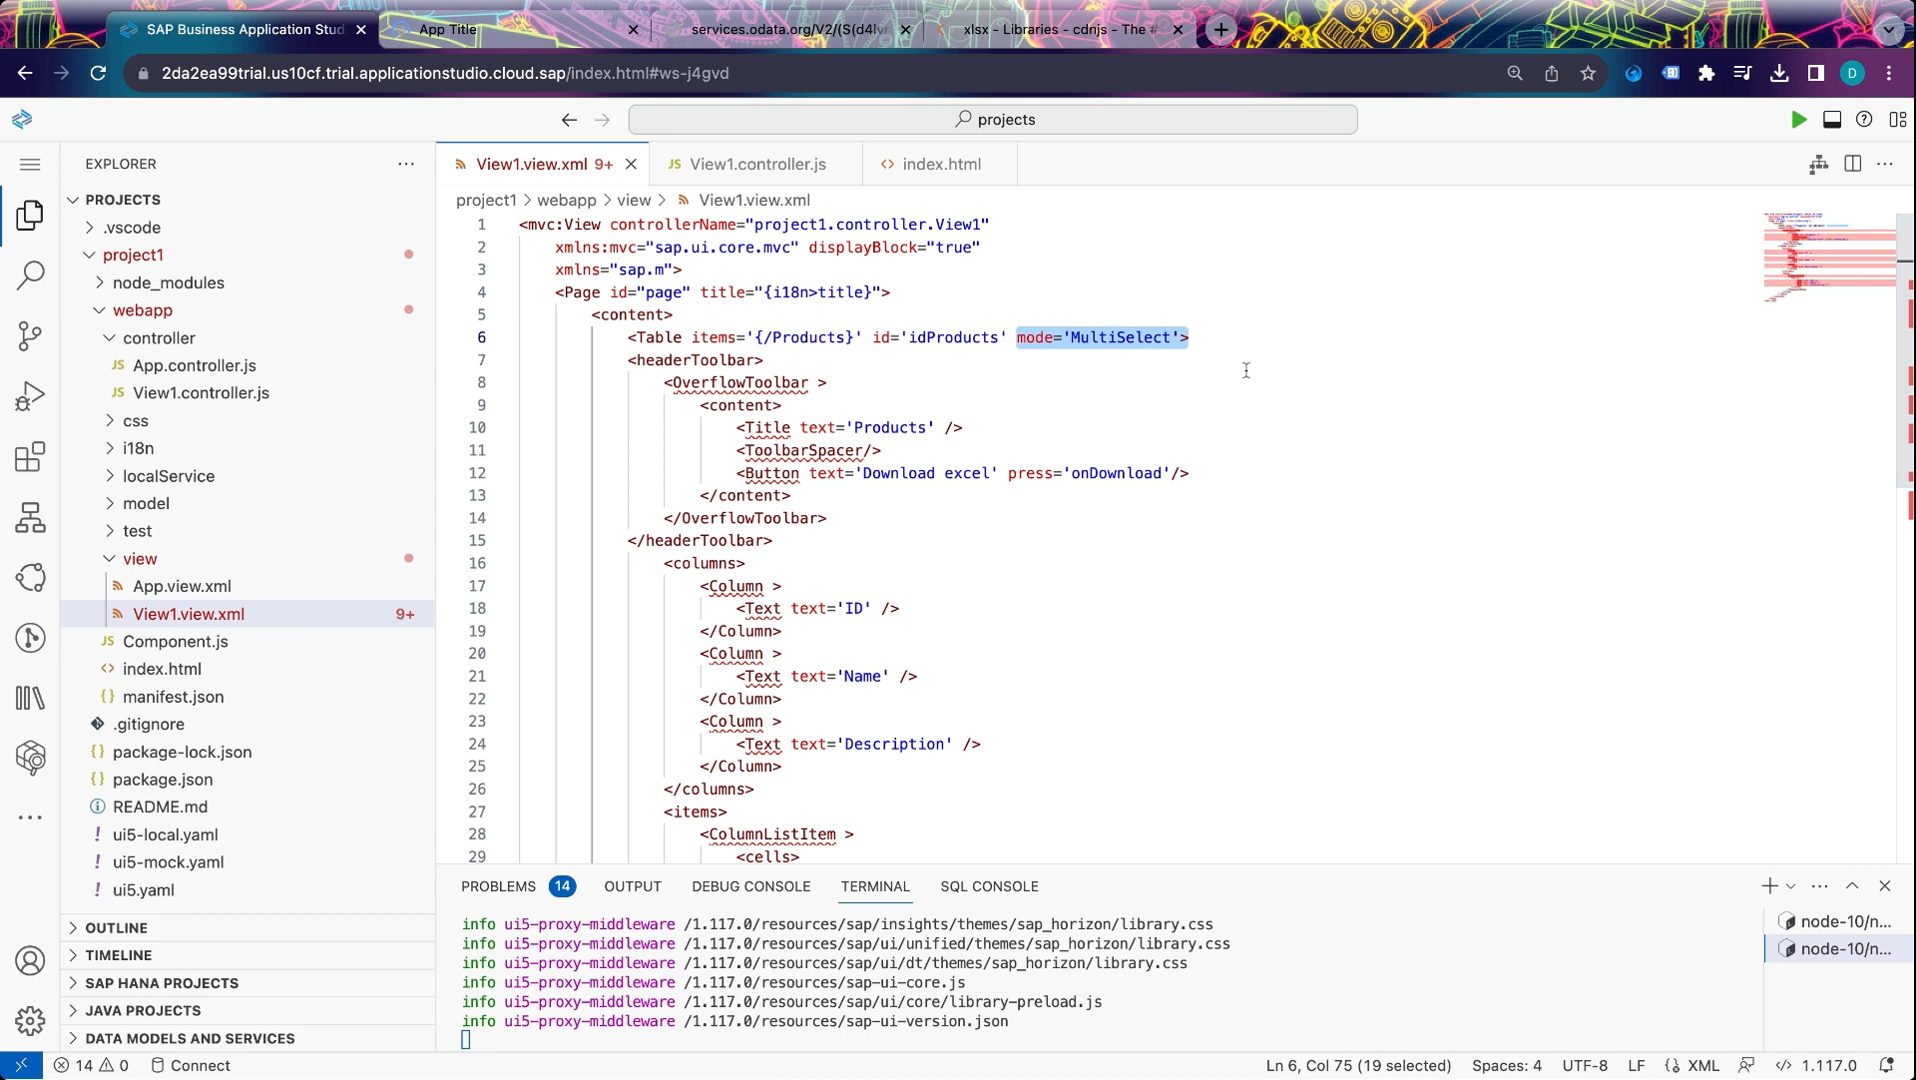 SAP Business Application Stud
App Title
services.odata.org/V2/(S(d4lvr
xlsx - Libraries - cdnjs - The #
2da2ea99trial.us10cf.trial.applicationstudio.cloud.sap/index.html#ws-j4gvd
D
projects
EXPLORER
PROJECTS
.vscode
project1
node_modules
webapp
controller
JS App.controller.js
JS View1.controller.js
css
i18n
localService
model
test
view
App.view.xml
View1.view.xml 9+
JS Component.js
<> index.html
{} manifest.json
.gitignore
{} package-lock.json
{} package.json
README.md
! ui5-local.yaml
! ui5-mock.yaml
! ui5.yaml
OUTLINE
TIMELINE
SAP HANA PROJECTS
JAVA PROJECTS
DATA MODELS AND SERVICES
View1.view.xml 9+
JS View1.controller.js
<> index.html
project1 > webapp > view > View1.view.xml
1 <mvc:View controllerName="project1.controller.View1"
2 xmlns:mvc="sap.ui.core.mvc" displayBlock="true"
3 xmlns="sap.m">
4 <Page id="page" title="{i18n>title}">
5 <content>
6 <Table items='{/Products}' id='idProducts' mode='MultiSelect'>
7 <headerToolbar>
8 <OverflowToolbar >
9 <content>
10 <Title text='Products' />
11 <ToolbarSpacer/>
12 <Button text='Download excel' press='onDownload'/>
13 </content>
14 </OverflowToolbar>
15 </headerToolbar>
16 <columns>
17 <Column >
18 <Text text='ID' />
19 </Column>
20 <Column >
21 <Text text='Name' />
22 </Column>
23 <Column >
24 <Text text='Description' />
25 </Column>
26 </columns>
27 <items>
28 <ColumnListItem >
29 <cells>
PROBLEMS 14 OUTPUT DEBUG CONSOLE TERMINAL SQL CONSOLE
info ui5-proxy-middleware /1.117.0/resources/sap/insights/themes/sap_horizon/library.css
info ui5-proxy-middleware /1.117.0/resources/sap/ui/unified/themes/sap_horizon/library.css
info ui5-proxy-middleware /1.117.0/resources/sap/ui/dt/themes/sap_horizon/library.css
info ui5-proxy-middleware /1.117.0/resources/sap-ui-core.js
info ui5-proxy-middleware /1.117.0/resources/sap/ui/core/library-preload.js
info ui5-proxy-middleware /1.117.0/resources/sap-ui-version.json
node-10/n...
node-10/n...
14 0 Connect
Ln 6, Col 75 (19 selected) Spaces: 4 UTF-8 LF {} XML </> 1.117.0